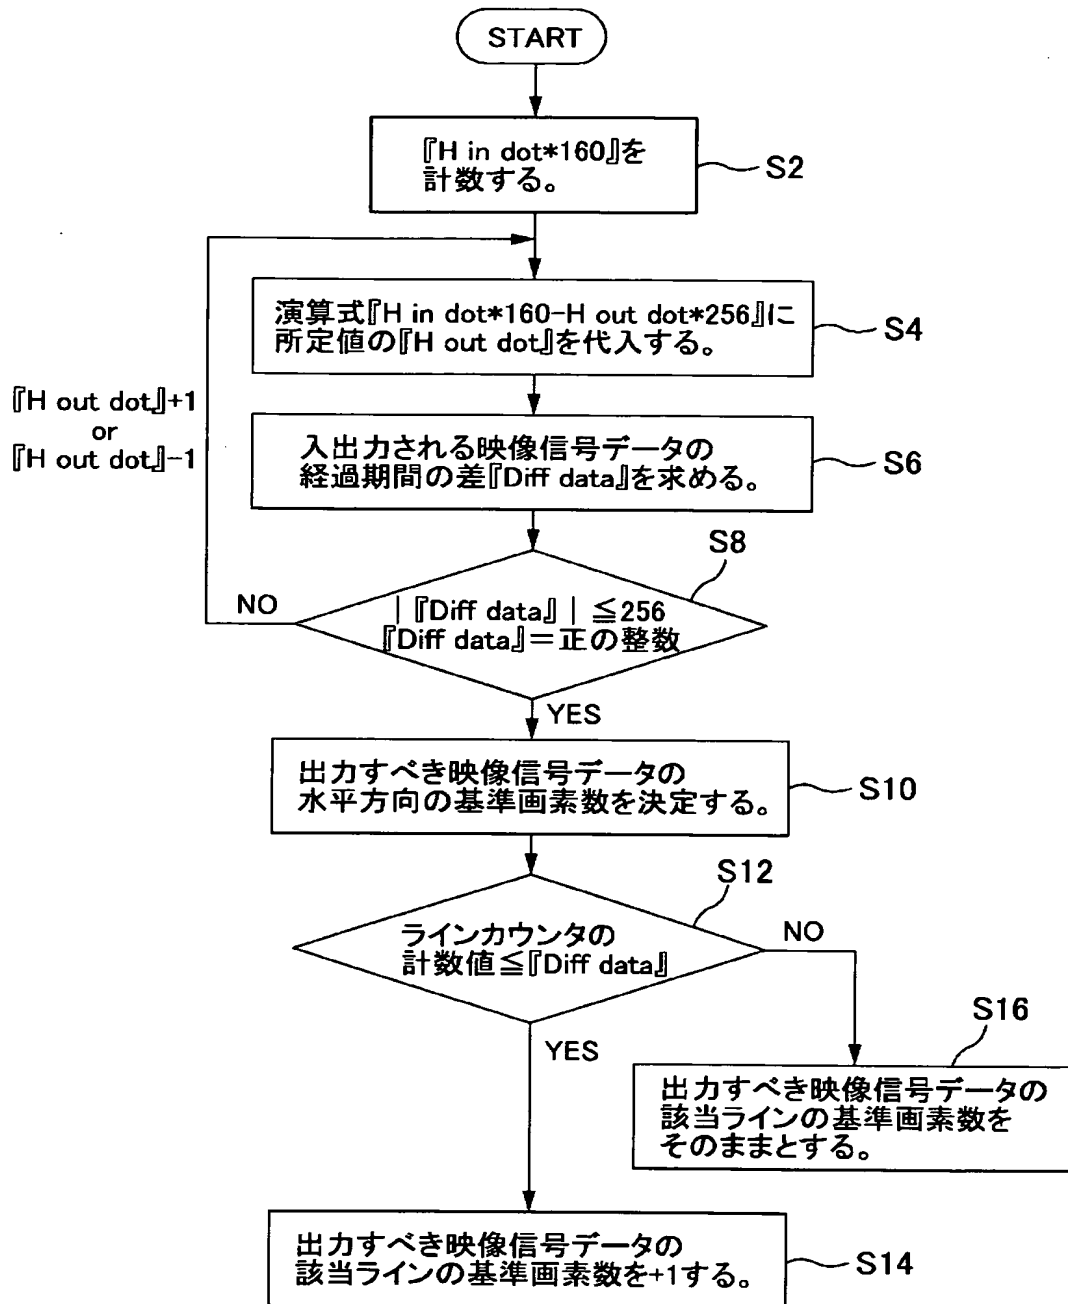 START
『H in dot*160』を
計数する。
S2
演算式『H in dot*160-H out dot*256』に
所定値の『H out dot』を代入する。
S4
『H out dot』+1
or
『H out dot』-1
入出力される映像信号データの
経過期間の差『Diff data』を求める。
S6
S8
NO
|『Diff data』| ≦256
『Diff data』=正の整数
YES
出力すべき映像信号データの
水平方向の基準画素数を決定する。
S10
S12
ラインカウンタの
計数値≦『Diff data』
NO
YES
S16
出力すべき映像信号データの
該当ラインの基準画素数を
そのままとする。
出力すべき映像信号データの
該当ラインの基準画素数を+1する。
S14